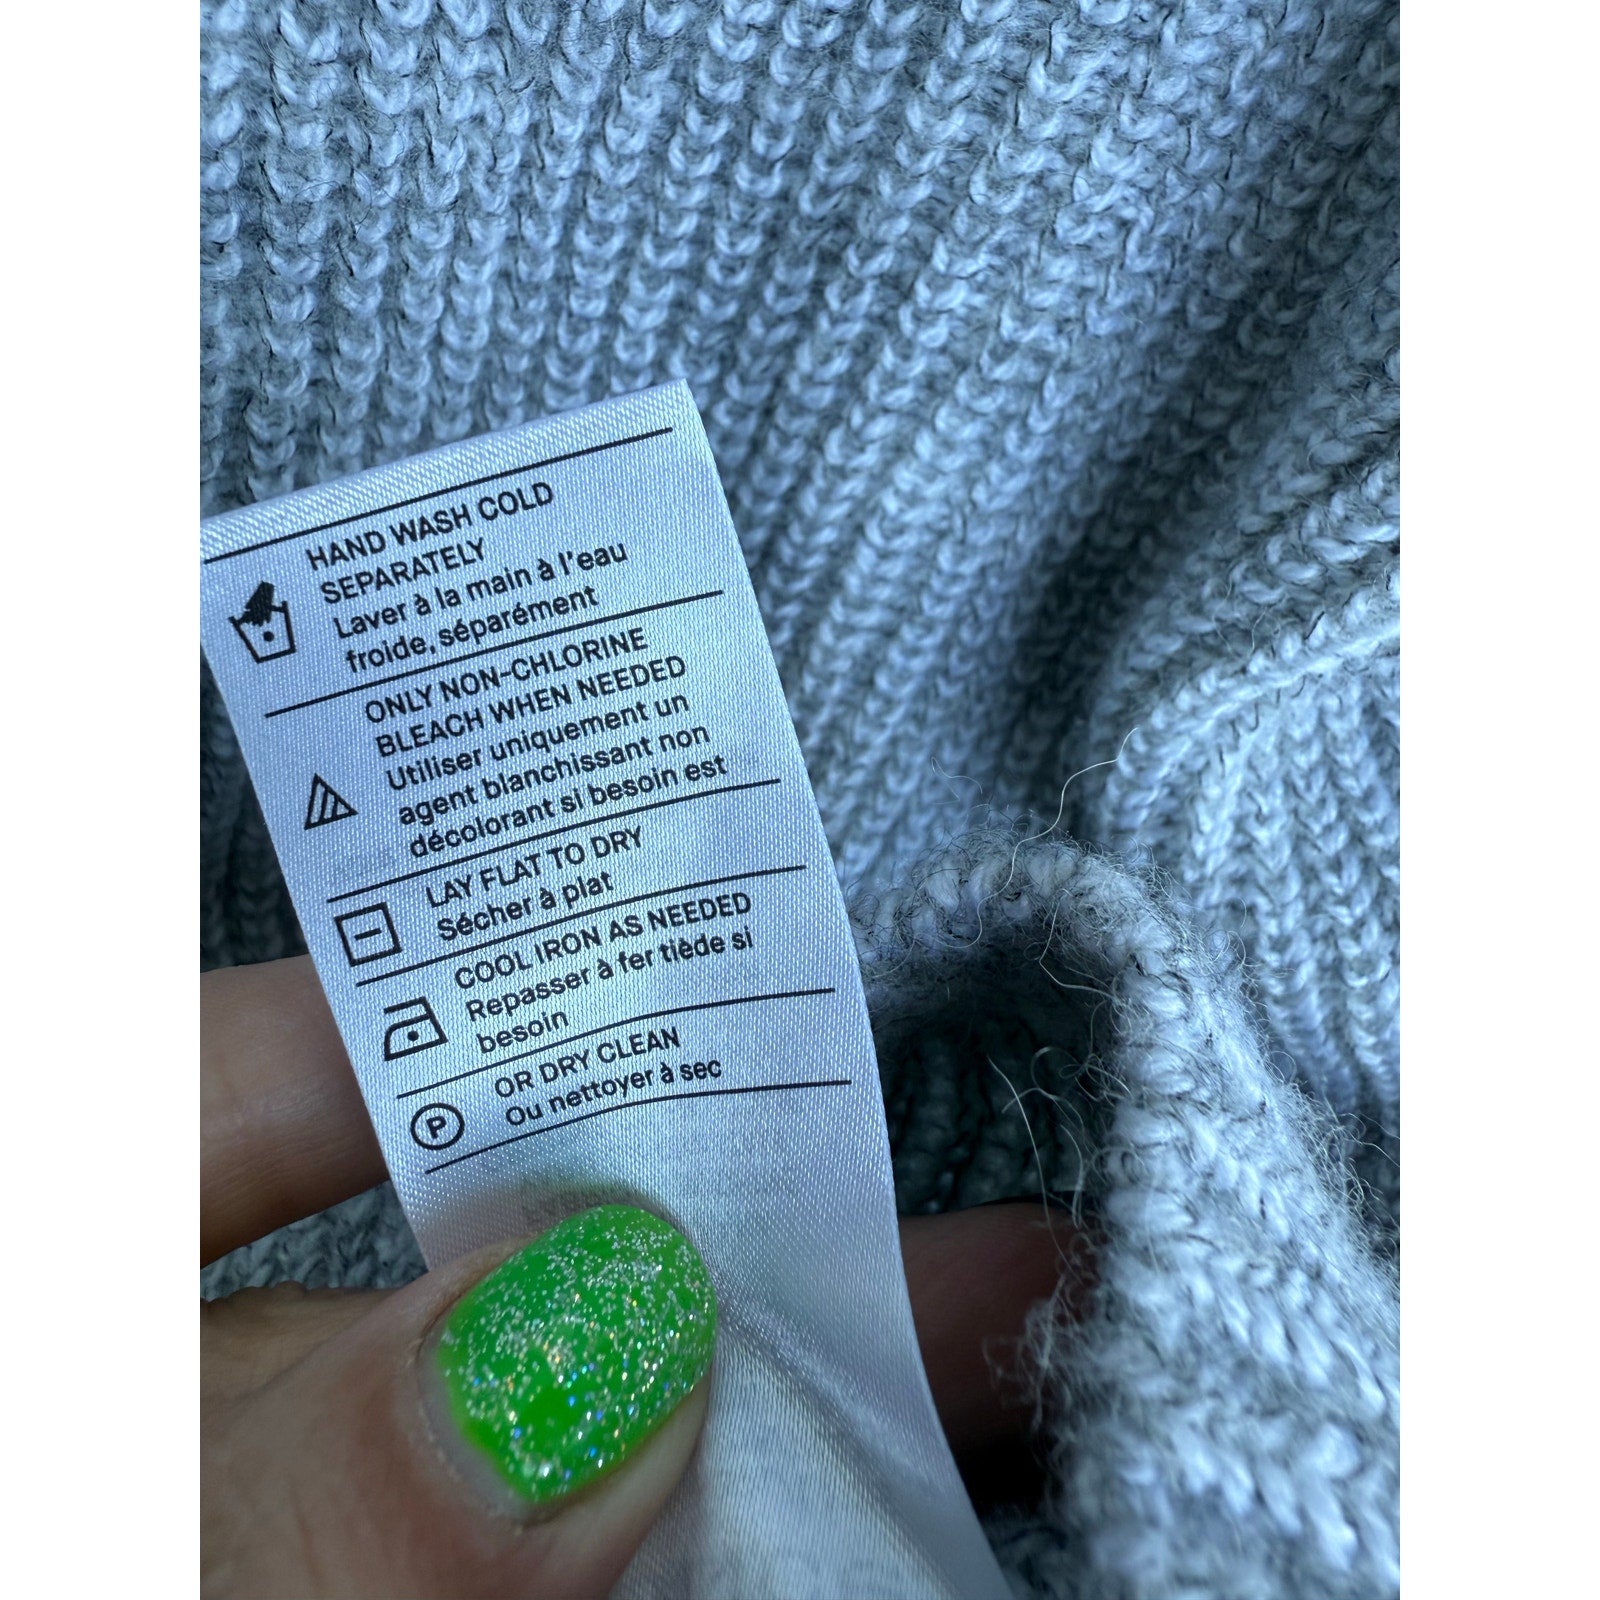 HAND WASH COLD
SEPARATELY
Laver à la main à l'eau
froide, séparément
ONLY NON-CHLORINE
BLEACH WHEN NEEDED
Utiliser uniquement un
agent blanchissant non
décolorant si besoin est
LAY FLAT TO DRY
Sécher à plat
COOL IRON AS NEEDED
Repasser à fer tiède si
besoin
OR DRY CLEAN
Ou nettoyer à sec
P